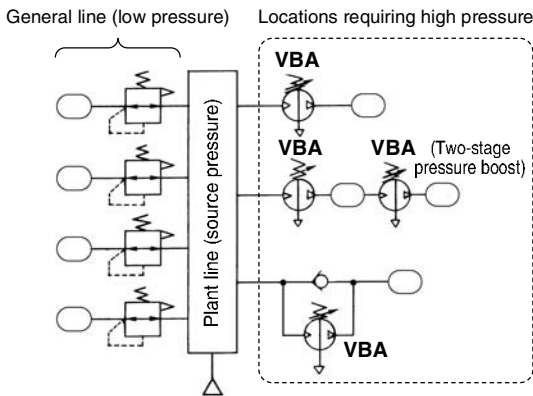 General line (low pressure)
Locations requiring high pressure
VBA
VBA
VBA
(Two-stage
pressure boost)
Plant line (source pressure)
VBA